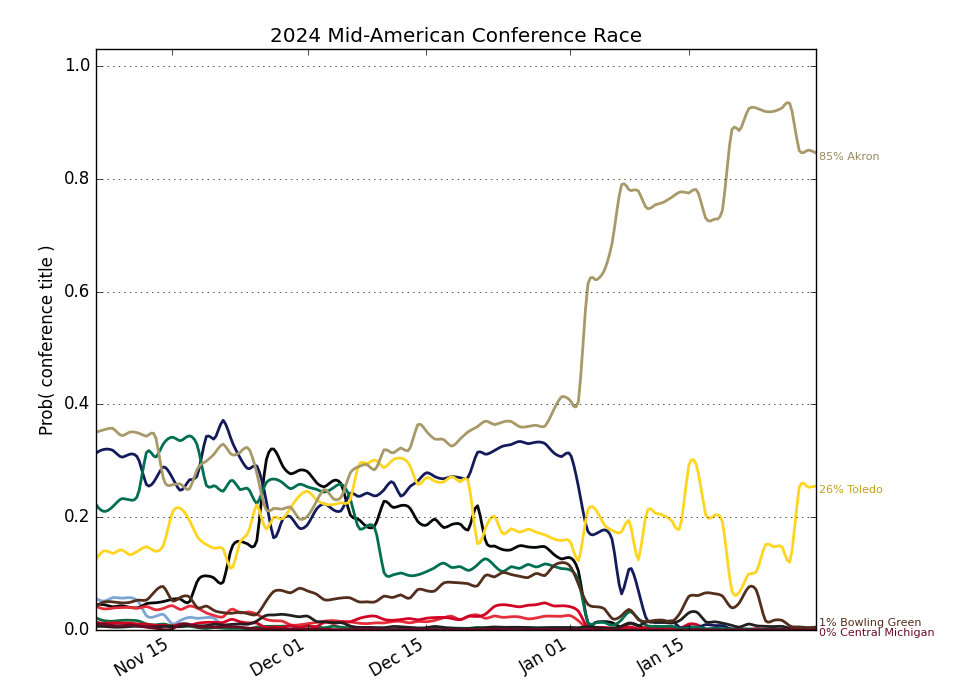 2024 Mid-American Conference Race
Prob( conference title )
1.0
0.8
0.6
0.4
0.2
0.0
Nov 15
Dec 01
Dec 15
Jan 01
Jan 15
85% Akron
26% Toledo
1% Bowling Green
0% Central Michigan